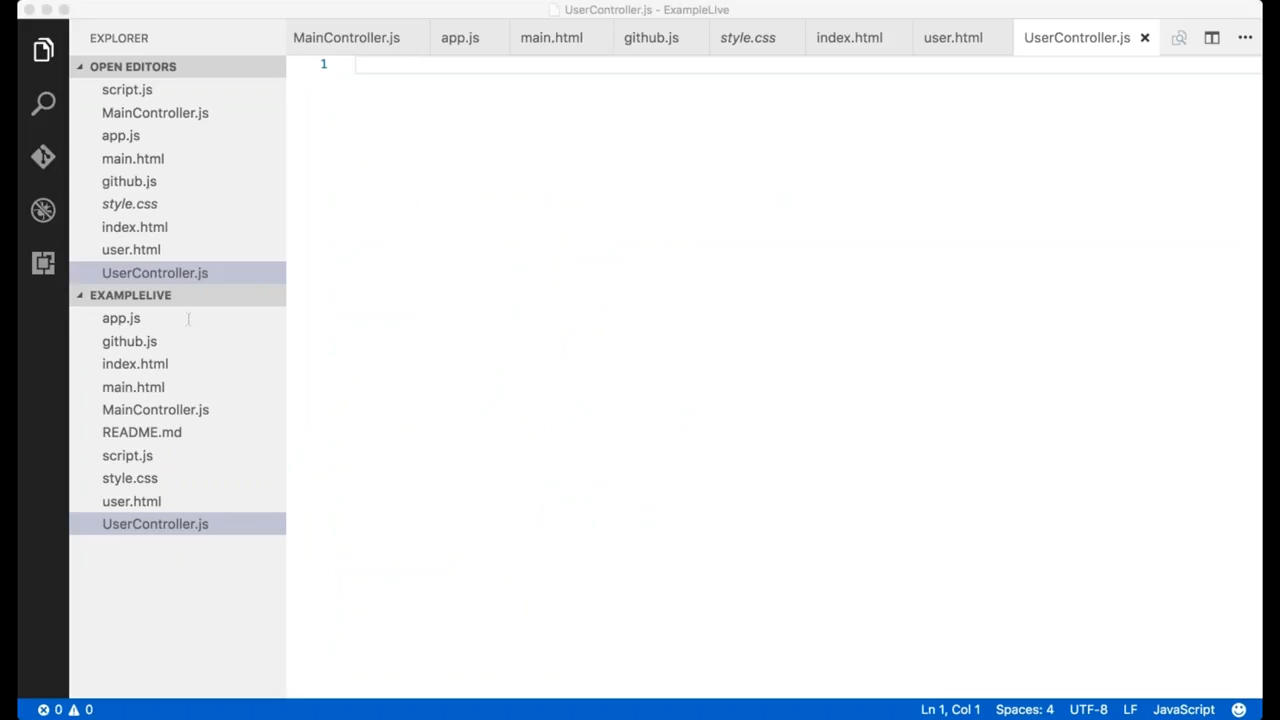 UserController.js - ExampleLive
EXPLORER
MainController.js app.js main.html github.js style.css index.html user.html UserController.js
OPEN EDITORS
script.js
MainController.js
app.js
main.html
github.js
style.css
index.html
user.html
UserController.js
EXAMPLELIVE
app.js
github.js
index.html
main.html
MainController.js
README.md
script.js
style.css
user.html
UserController.js
1
0 0 Ln 1, Col 1 Spaces: 4 UTF-8 LF JavaScript